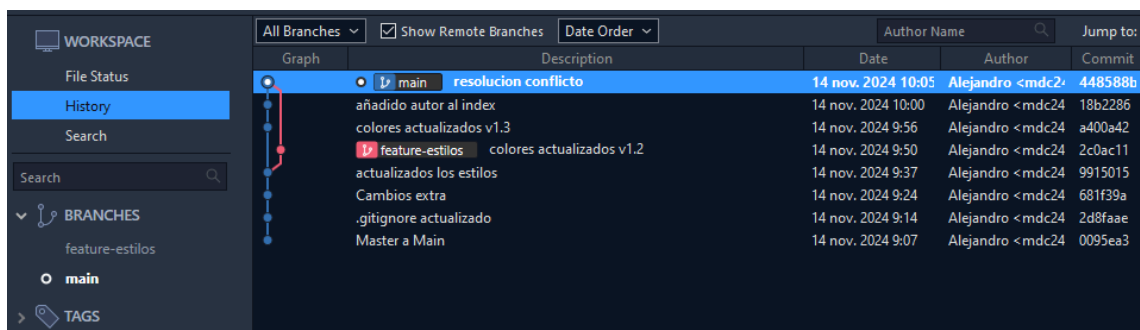 WORKSPACE
File Status
History
Search
Search
BRANCHES
feature-estilos
main
TAGS
All Branches Show Remote Branches Date Order Author Name Jump to:
Graph Description Date Author Commit
main resolucion conflicto 14 nov. 2024 10:05 Alejandro <mdc24 448588b
añadido autor al index 14 nov. 2024 10:00 Alejandro <mdc24 18b2286
colores actualizados v1.3 14 nov. 2024 9:56 Alejandro <mdc24 a400a42
feature-estilos colores actualizados v1.2 14 nov. 2024 9:50 Alejandro <mdc24 2c0ac11
actualizados los estilos 14 nov. 2024 9:37 Alejandro <mdc24 9915015
Cambios extra 14 nov. 2024 9:24 Alejandro <mdc24 681f39a
.gitignore actualizado 14 nov. 2024 9:14 Alejandro <mdc24 2d8faae
Master a Main 14 nov. 2024 9:07 Alejandro <mdc24 0095ea3